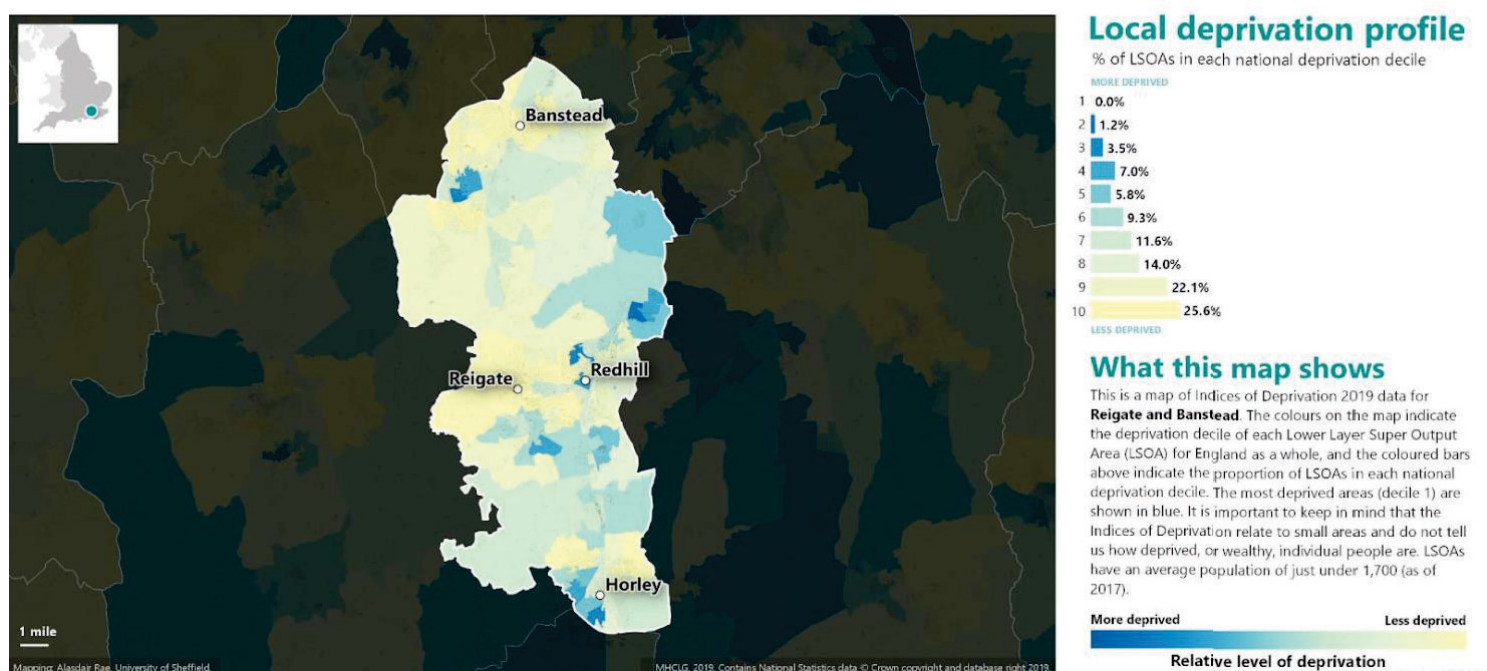 Banstead
Reigate
Redhill
Horley
1 mile
Mapping: Alasdair Rae, University of Sheffield.
MHCLG, 2019. Contains National Statistics data © Crown copyright and database right 2019.
Local deprivation profile
% of LSOAs in each national deprivation decile
MORE DEPRIVED
1 0.0%
2 1.2%
3 3.5%
4 7.0%
5 5.8%
6 9.3%
7 11.6%
8 14.0%
9 22.1%
10 25.6%
LESS DEPRIVED
What this map shows
This is a map of Indices of Deprivation 2019 data for
Reigate and Banstead. The colours on the map indicate
the deprivation decile of each Lower Layer Super Output
Area (LSOA) for England as a whole, and the coloured bars
above indicate the proportion of LSOAs in each national
deprivation decile. The most deprived areas (decile 1) are
shown in blue. It is important to keep in mind that the
Indices of Deprivation relate to small areas and do not tell
us how deprived, or wealthy, individual people are. LSOAs
have an average population of just under 1,700 (as of
2017).
More deprived Less deprived
Relative level of deprivation